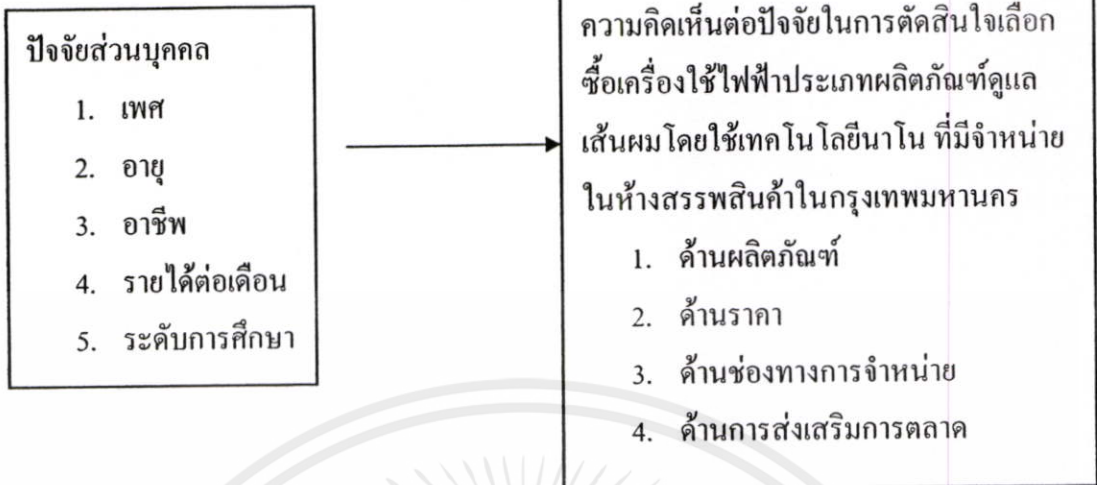 ปัจจัยส่วนบุคคล
1. เพศ
2. อายุ
3. อาชีพ
4. รายได้ต่อเดือน
5. ระดับการศึกษา
ความคิดเห็นต่อปัจจัยในการตัดสินใจเลือก
ซื้อเครื่องใช้ไฟฟ้าประเภทผลิตภัณฑ์ดูแล
เส้นผมโดยใช้เทคโนโลยีนาโน ที่มีจำหน่าย
ในห้างสรรพสินค้าในกรุงเทพมหานคร
1. ด้านผลิตภัณฑ์
2. ด้านราคา
3. ด้านช่องทางการจำหน่าย
4. ด้านการส่งเสริมการตลาด